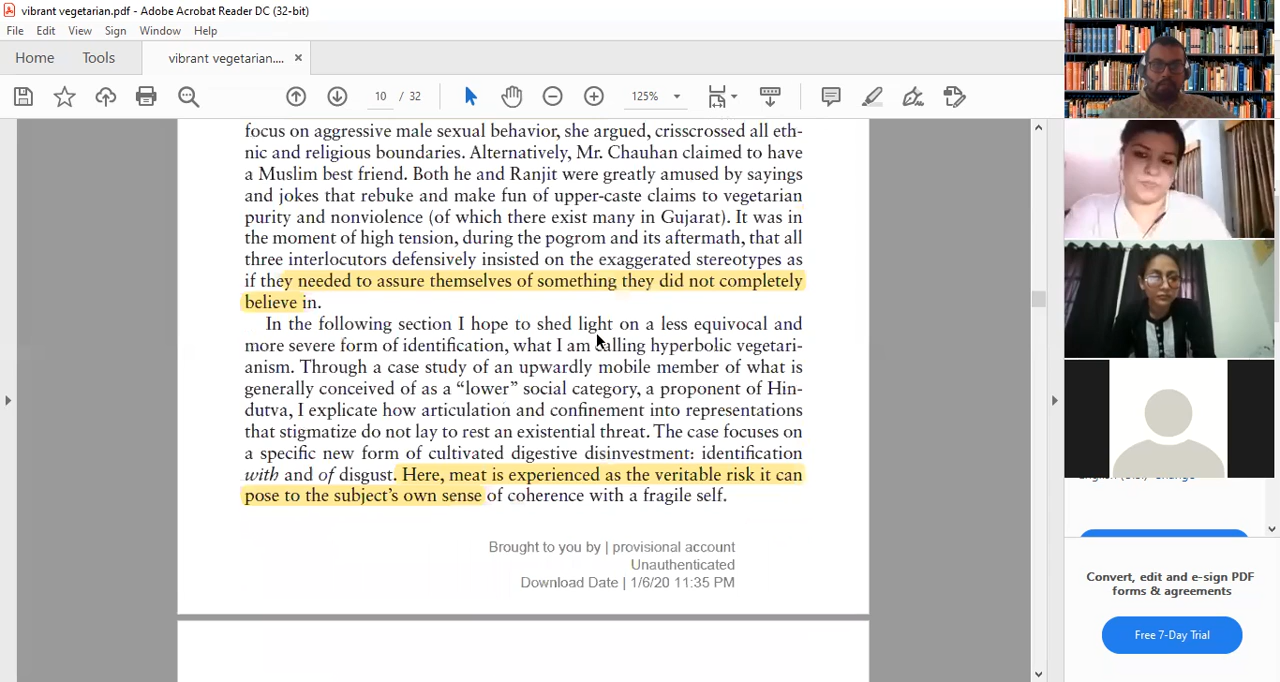 vibrant vegetarian.pdf - Adobe Acrobat Reader DC (32-bit)
File Edit View Sign Window Help
Home Tools vibrant vegetarian.... ×
10 / 32 125%
focus on aggressive male sexual behavior, she argued, crisscrossed all eth-
nic and religious boundaries. Alternatively, Mr. Chauhan claimed to have
a Muslim best friend. Both he and Ranjit were greatly amused by sayings
and jokes that rebuke and make fun of upper-caste claims to vegetarian
purity and nonviolence (of which there exist many in Gujarat). It was in
the moment of high tension, during the pogrom and its aftermath, that all
three interlocutors defensively insisted on the exaggerated stereotypes as
if they needed to assure themselves of something they did not completely
believe in.
In the following section I hope to shed light on a less equivocal and
more severe form of identification, what I am calling hyperbolic vegetari-
anism. Through a case study of an upwardly mobile member of what is
generally conceived of as a “lower” social category, a proponent of Hin-
dutva, I explicate how articulation and confinement into representations
that stigmatize do not lay to rest an existential threat. The case focuses on
a specific new form of cultivated digestive disinvestment: identification
with and of disgust. Here, meat is experienced as the veritable risk it can
pose to the subject’s own sense of coherence with a fragile self.
Brought to you by | provisional account
Unauthenticated
Download Date | 1/6/20 11:35 PM
Convert, edit and e-sign PDF
forms & agreements
Free 7-Day Trial